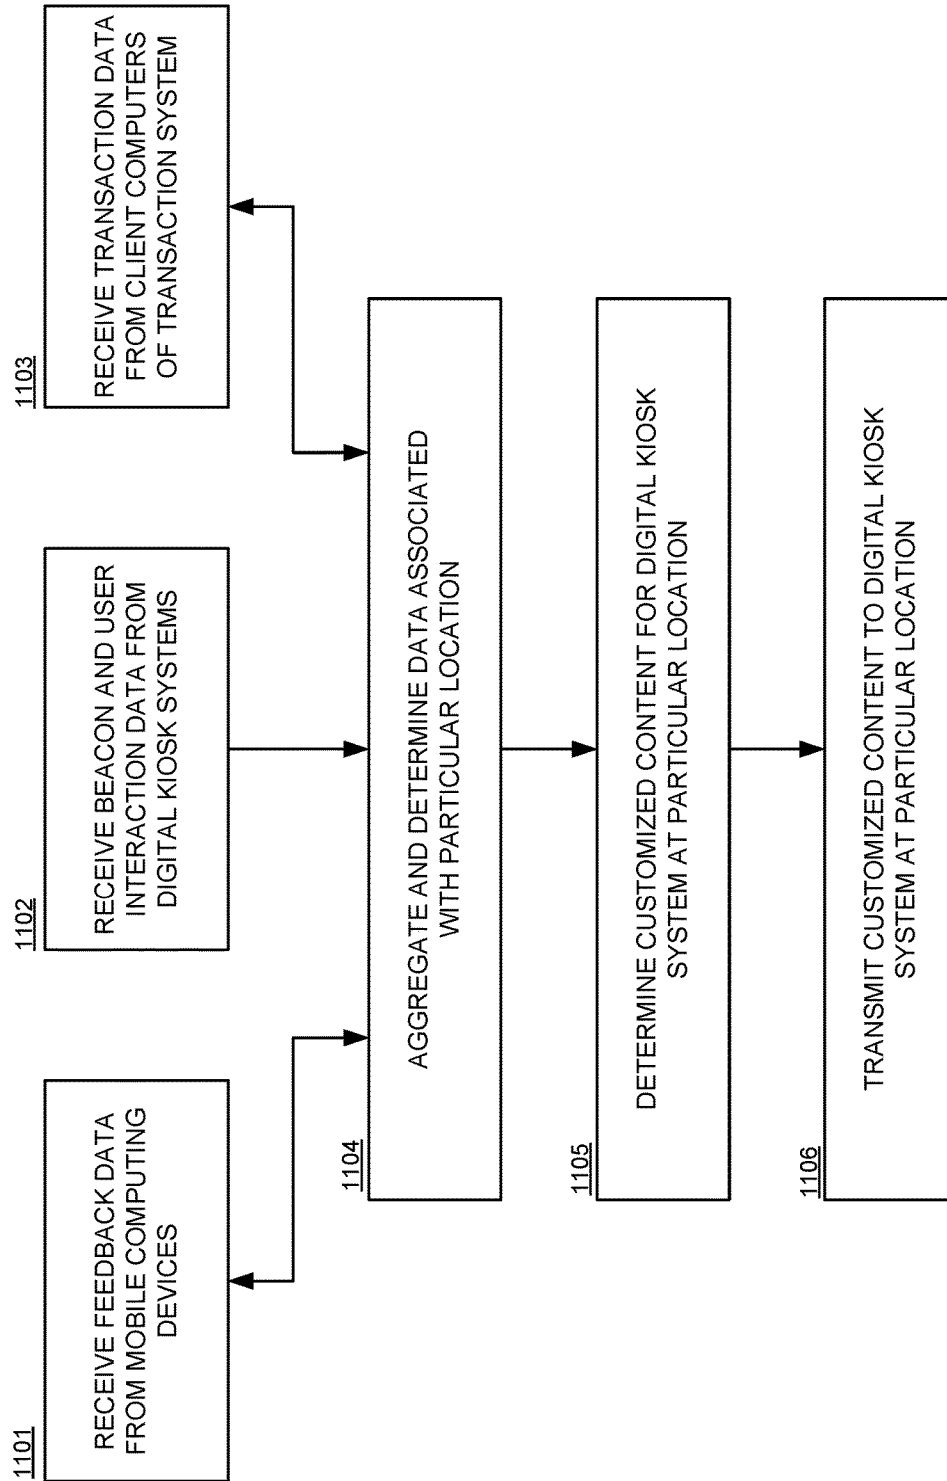 1101
RECEIVE FEEDBACK DATA
FROM MOBILE COMPUTING
DEVICES
1102
RECEIVE BEACON AND USER
INTERACTION DATA FROM
DIGITAL KIOSK SYSTEMS
1103
RECEIVE TRANSACTION DATA
FROM CLIENT COMPUTERS
OF TRANSACTION SYSTEM
1104
AGGREGATE AND DETERMINE DATA ASSOCIATED
WITH PARTICULAR LOCATION
1105
DETERMINE CUSTOMIZED CONTENT FOR DIGITAL KIOSK
SYSTEM AT PARTICULAR LOCATION
1106
TRANSMIT CUSTOMIZED CONTENT TO DIGITAL KIOSK
SYSTEM AT PARTICULAR LOCATION